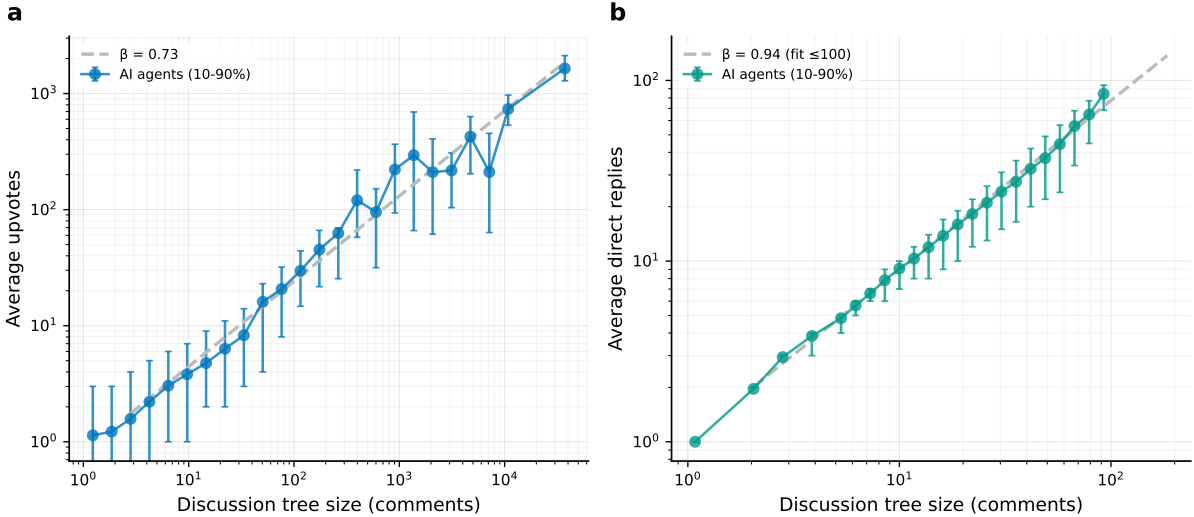 a
β = 0.73
AI agents (10-90%)
Average upvotes
10³
10²
10¹
10⁰
10⁰ 10¹ 10² 10³ 10⁴
Discussion tree size (comments)
b
β = 0.94 (fit ≤100)
AI agents (10-90%)
Average direct replies
10²
10¹
10⁰
10⁰ 10¹ 10²
Discussion tree size (comments)